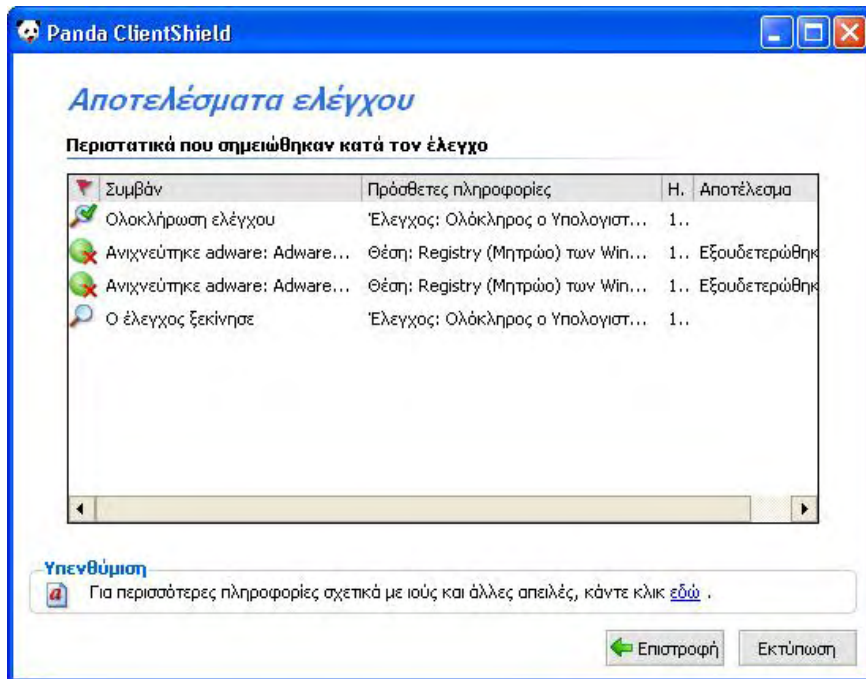 Panda ClientShield
Αποτελέσματα ελέγχου
Περιστατικά που σημειώθηκαν κατά τον έλεγχο
Συμβάν Πρόσθετες πληροφορίες Η. Αποτέλεσμα
Ολοκλήρωση ελέγχου Έλεγχος: Ολόκληρος ο Υπολογιστ... 1..
Ανιχνεύτηκε adware: Adware... Θέση: Registry (Μητρώο) των Win... 1.. Εξουδετερώθηκ
Ανιχνεύτηκε adware: Adware... Θέση: Registry (Μητρώο) των Win... 1.. Εξουδετερώθηκ
Ο έλεγχος ξεκίνησε Έλεγχος: Ολόκληρος ο Υπολογιστ... 1..
Υπενθύμιση
Για περισσότερες πληροφορίες σχετικά με ιούς και άλλες απειλές, κάντε κλικ εδώ .
Επιστροφή Εκτύπωση